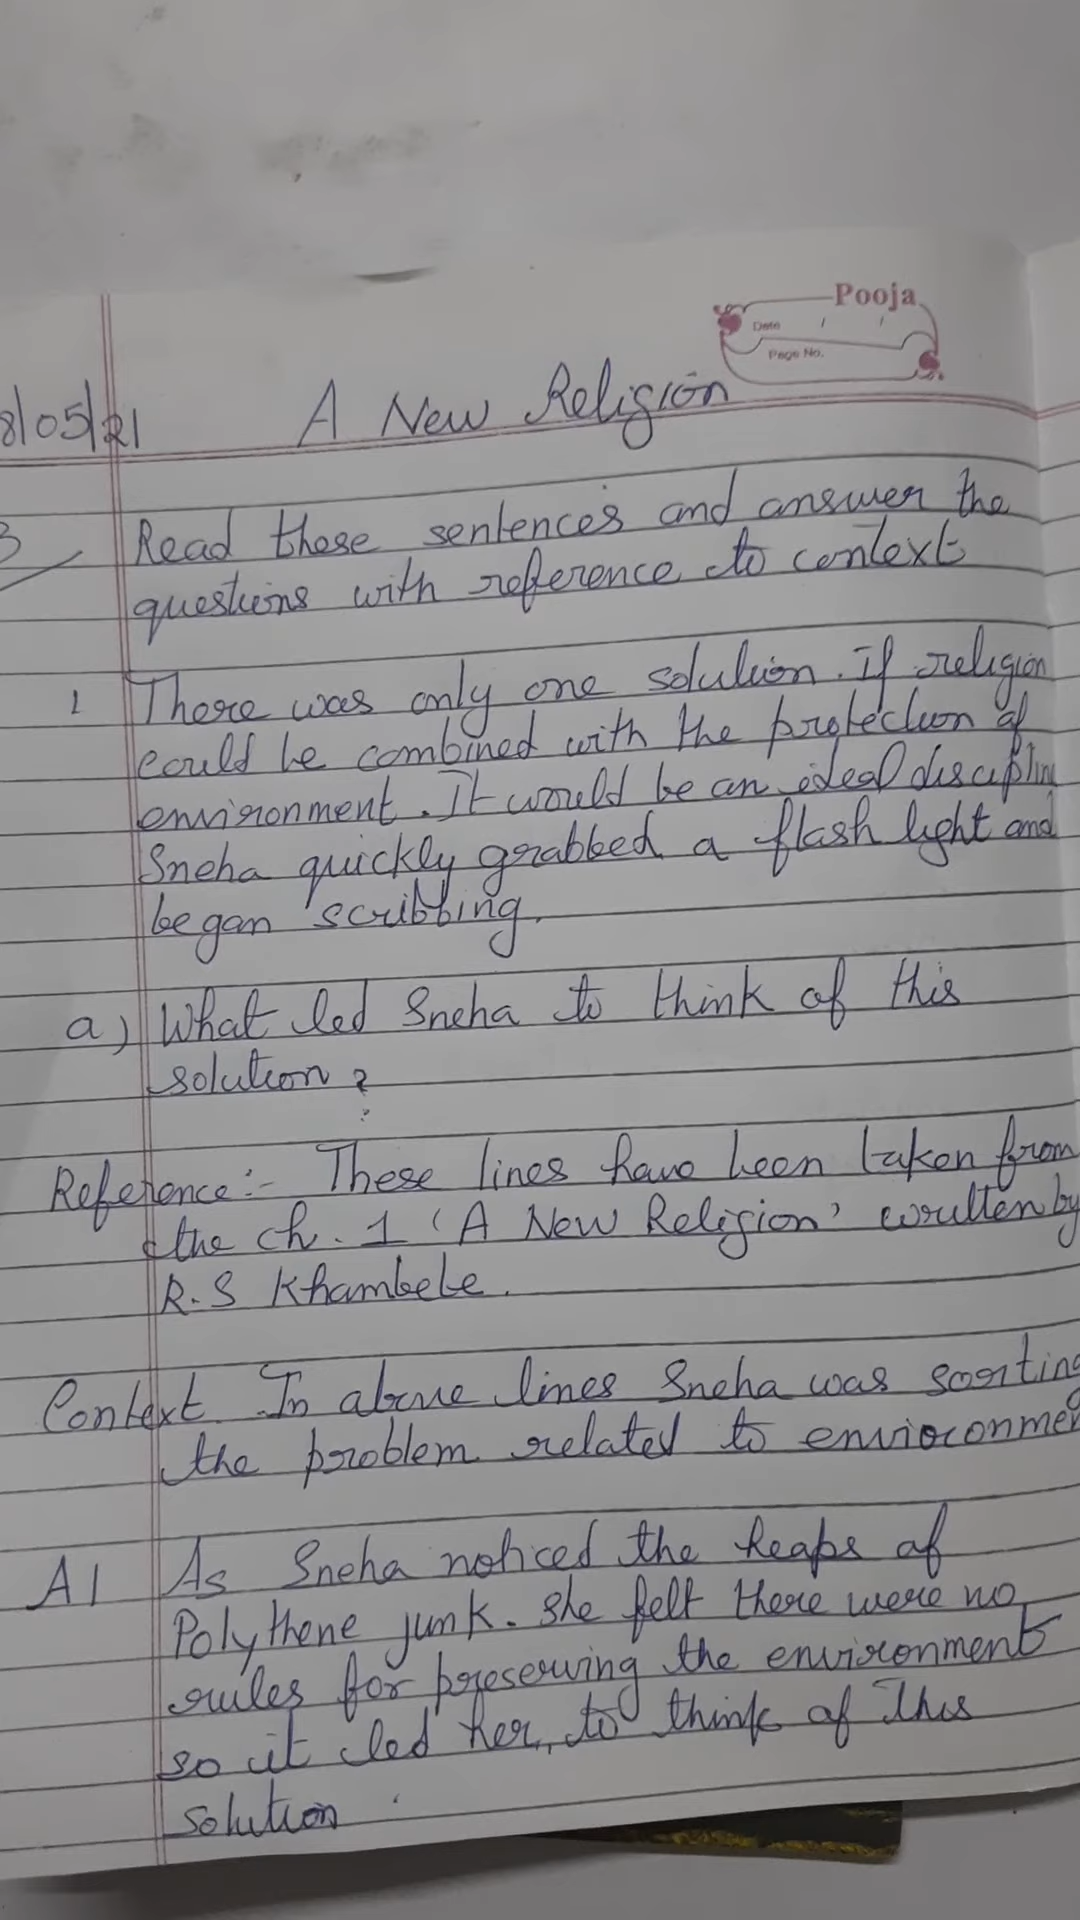 Pooja
Date / /
Page No.
8/05/21 A New Religion
3 Read these sentences and answer the
questions with reference to context
1 There was only one solution. If religion
could be combined with the protection of
environment. It would be an ideal disciplin
Sneha quickly grabbed a flash light and
began scribbing.
a) What led Sneha to think of this
solution ?
Reference:- These lines have been taken from
the ch. 1 'A New Religion' written by
R.S Khambete.
Context. In above lines Sneha was sorting
the problem related to envioronmen
A1 As Sneha noticed the heaps of
Polythene junk. She felt there were no
rules for preserving the environment
so it led her, to think of This
solution.